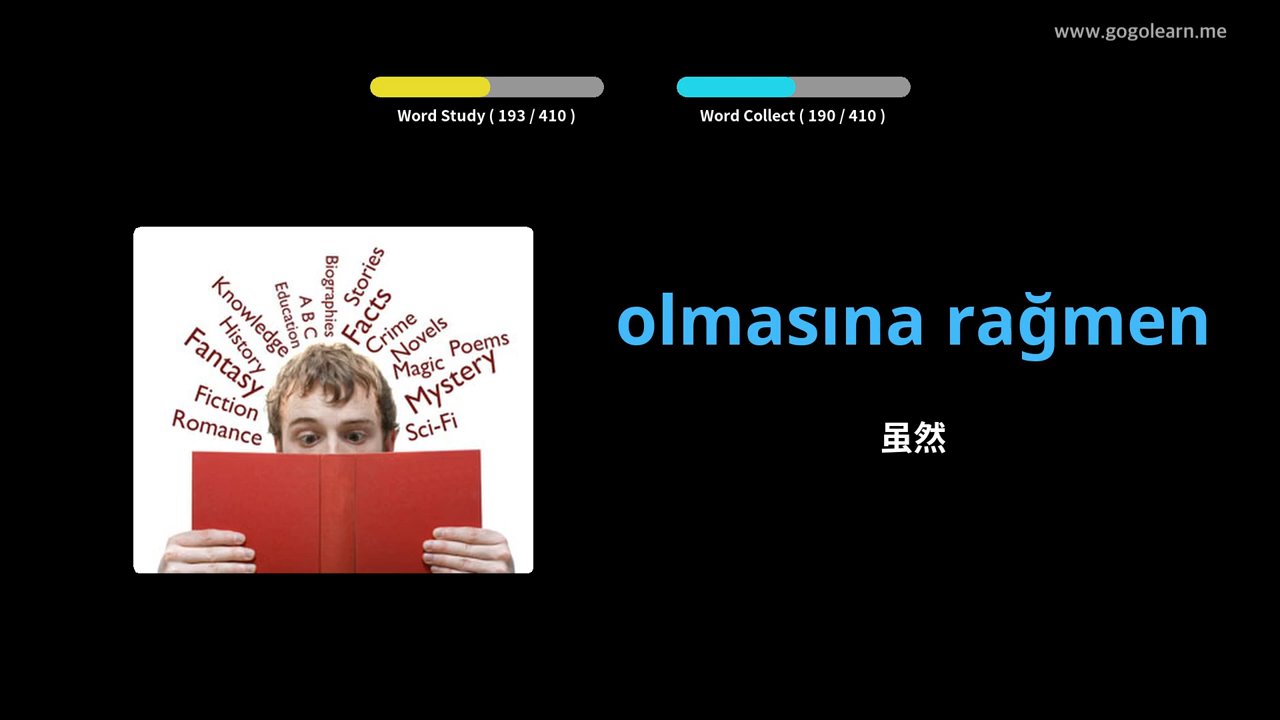 www.gogolearn.me
Word Study ( 193 / 410 )
Word Collect ( 190 / 410 )
Biographies
Stories
Knowledge
Education
A B C
Facts
History
Crime
Novels
Fantasy
Magic
Poems
Fiction
Mystery
Romance
Sci-Fi
olmasına rağmen
虽然